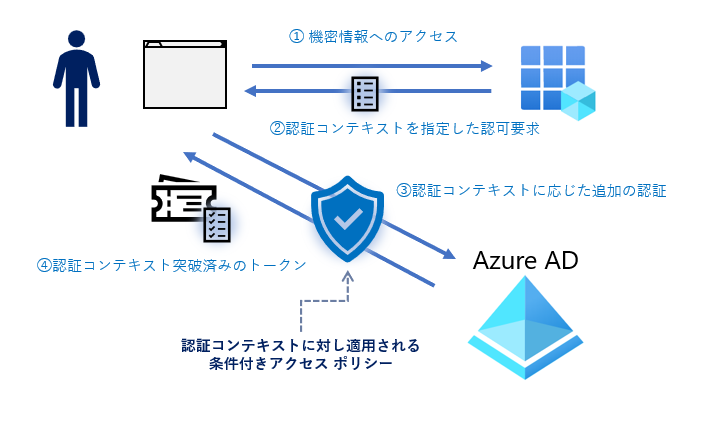 ① 機密情報へのアクセス
②認証コンテキストを指定した認可要求
③認証コンテキストに応じた追加の認証
④認証コンテキスト突破済みのトークン
Azure AD
認証コンテキストに対し適用される
条件付きアクセス ポリシー